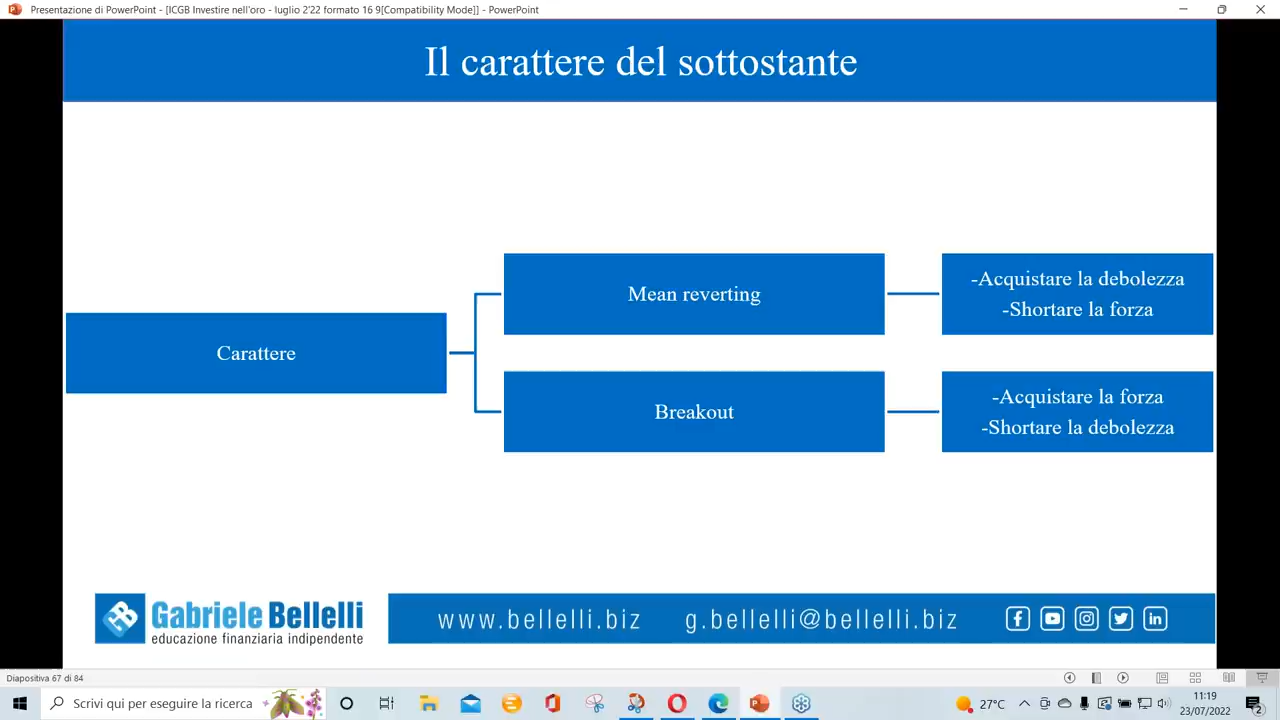 Presentazione di PowerPoint - [ICGB Investire nell'oro - luglio 2'22 formato 16 9[Compatibility Mode]] - PowerPoint
Il carattere del sottostante
Carattere
Mean reverting
-Acquistare la debolezza
-Shortare la forza
Breakout
-Acquistare la forza
-Shortare la debolezza
Gabriele Bellelli
educazione finanziaria indipendente
www.bellelli.biz g.bellelli@bellelli.biz
Diapositiva 67 di 84
Scrivi qui per eseguire la ricerca
27°C
11:19
23/07/2022
2